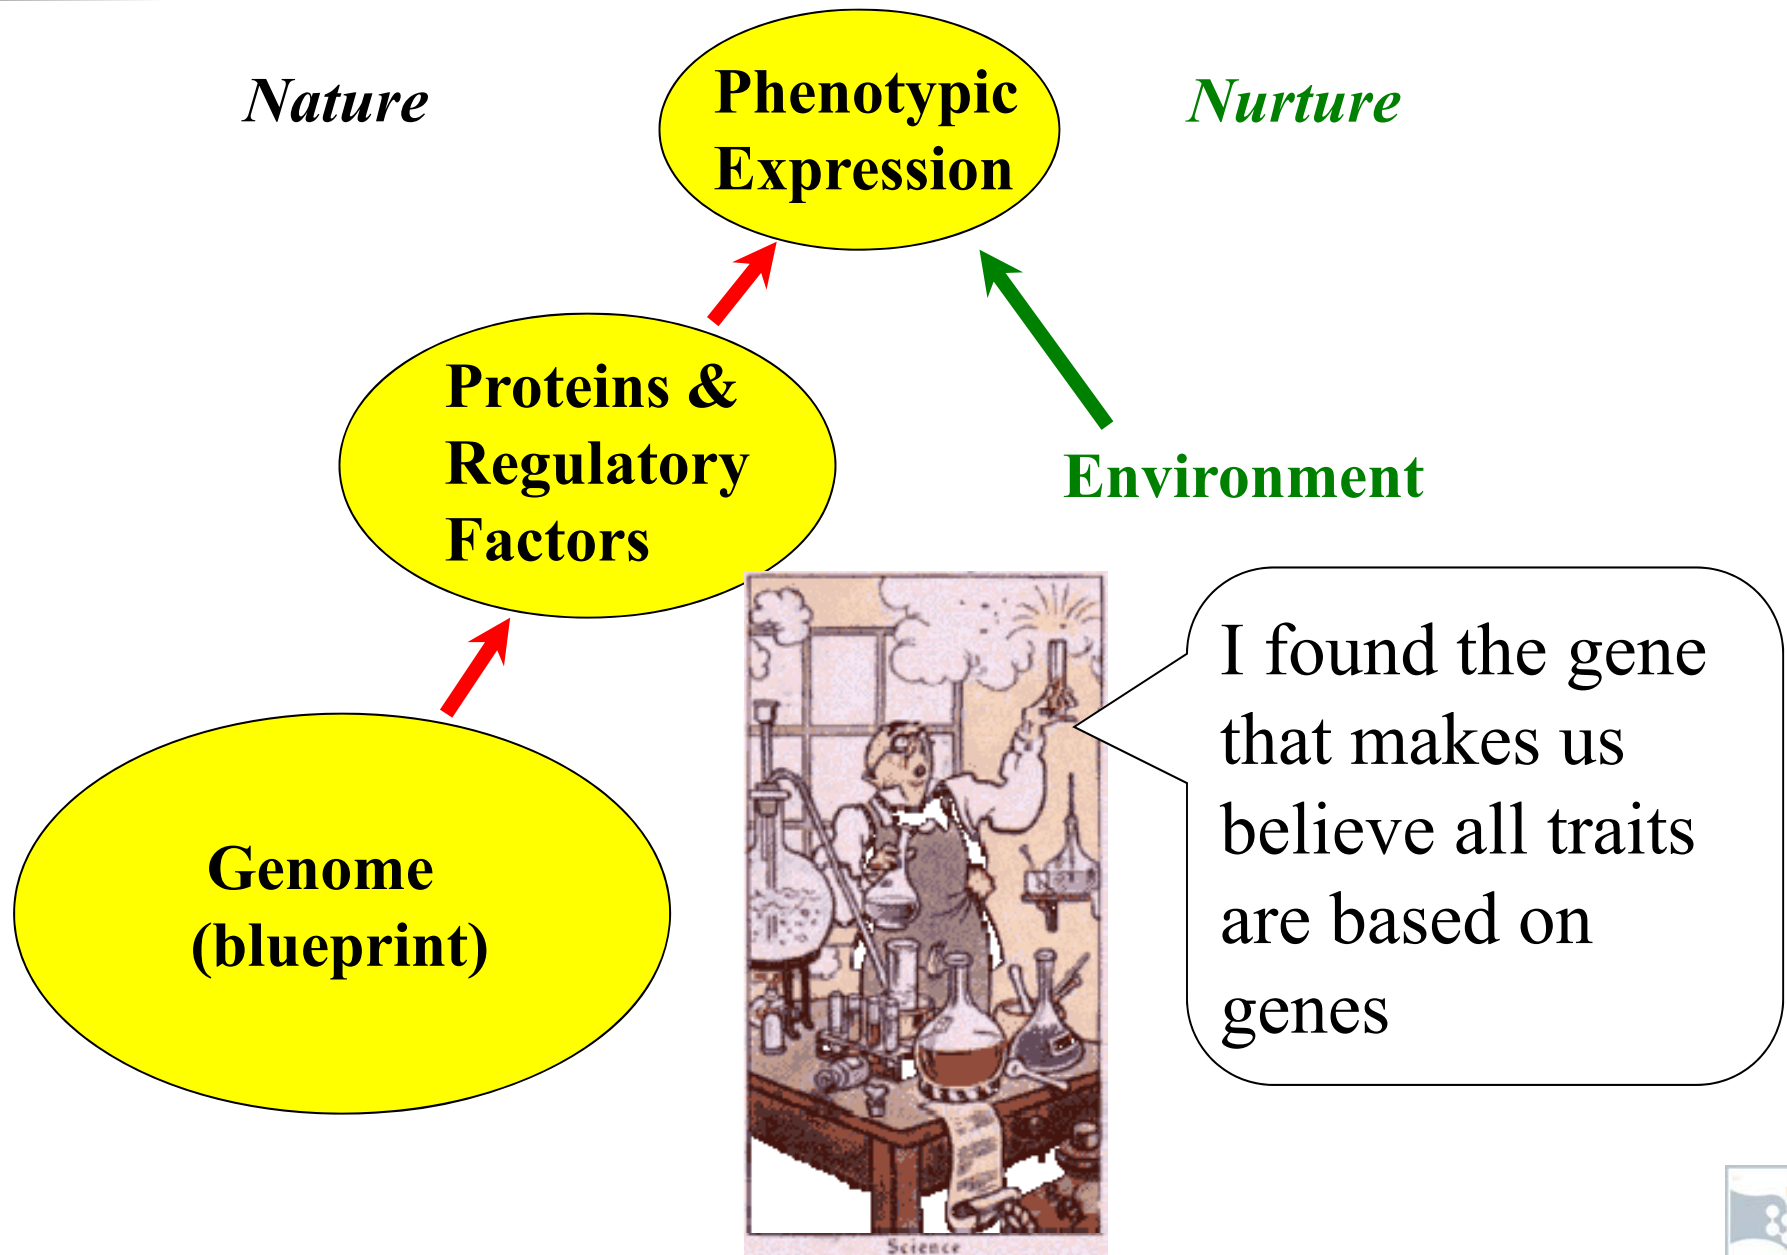 Nature
Phenotypic
Expression
Nurture
Proteins &
Regulatory
Factors
Environment
Genome
(blueprint)
I found the gene
that makes us
believe all traits
are based on
genes
Science